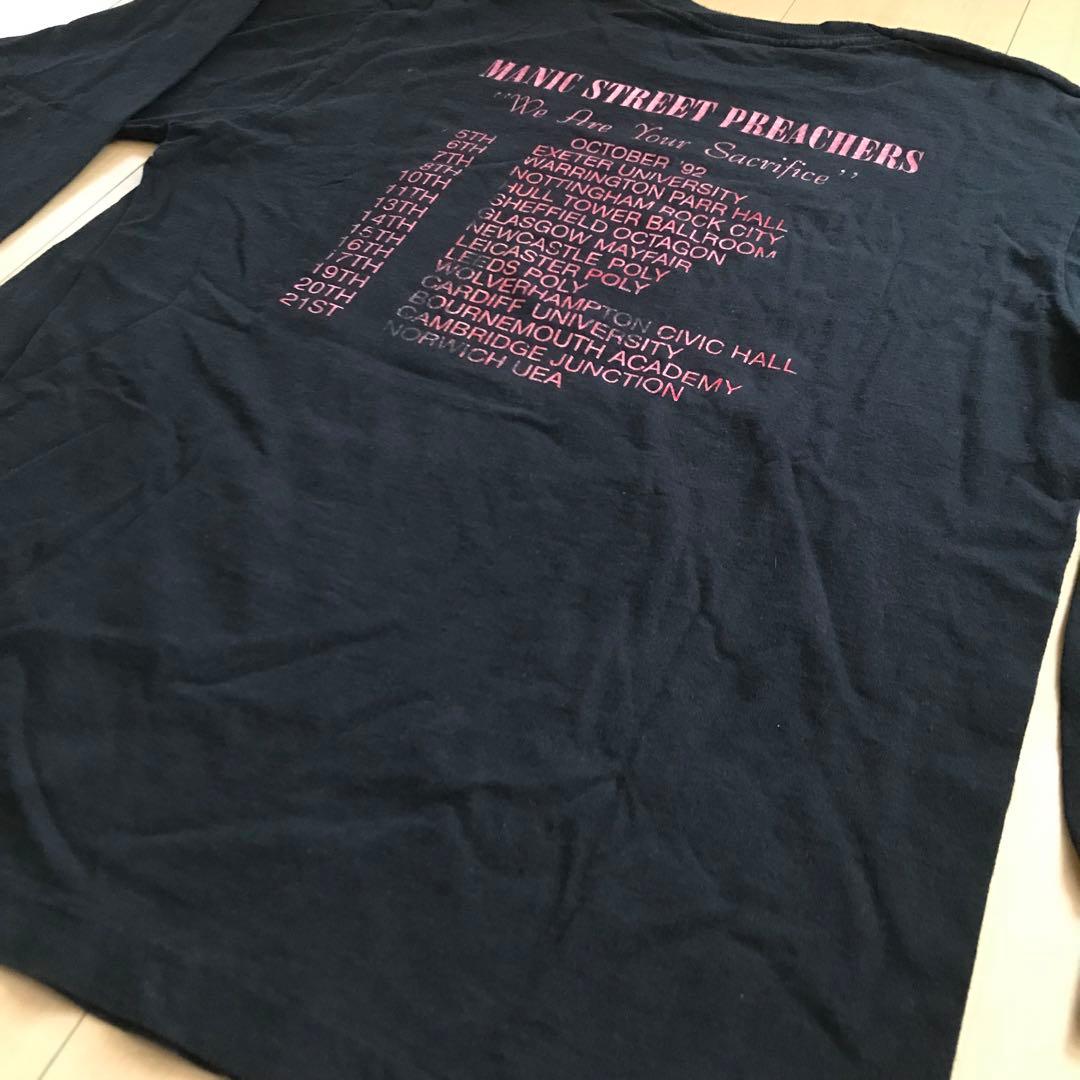 MANIC STREET PREACHERS
"We Are Your Sacrifice"
OCTOBER '92
5TH EXETER UNIVERSITY
6TH WARRINGTON PARR HALL
7TH NOTTINGHAM ROCK CITY
8TH HULL TOWER BALLROOM
10TH SHEFFIELD OCTAGON
11TH GLASGOW MAYFAIR
13TH NEWCASTLE POLY
14TH LEICASTER POLY
15TH LEEDS POLY
16TH WOLVERHAMPTON CIVIC HALL
17TH CARDIFF UNIVERSITY
19TH BOURNEMOUTH ACADEMY
20TH CAMBRIDGE JUNCTION
21ST NORWICH UEA